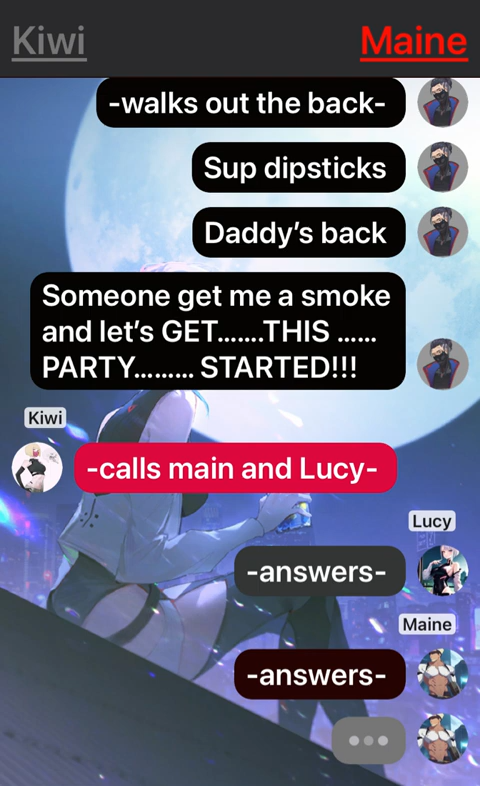 Kiwi
Maine
-walks out the back-
Sup dipsticks
Daddy’s back
Someone get me a smoke
and let’s GET.......THIS ......
PARTY......... STARTED!!!
Kiwi
-calls main and Lucy-
Lucy
-answers-
Maine
-answers-